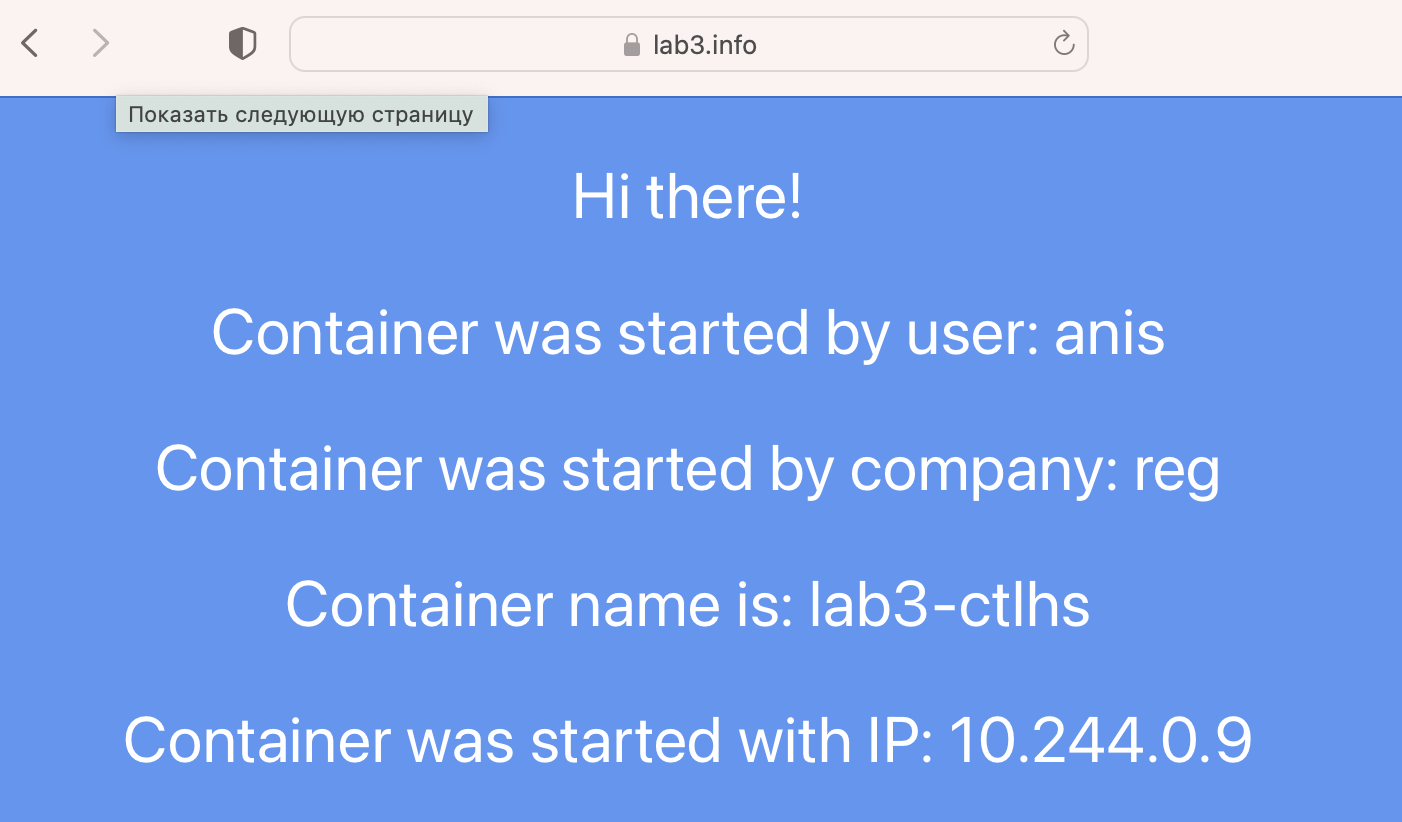 lab3.info
Показать следующую страницу
Hi there!
Container was started by user: anis
Container was started by company: reg
Container name is: lab3-ctlhs
Container was started with IP: 10.244.0.9